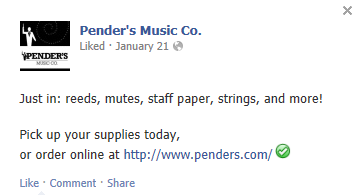 Pender's Music Co.
Liked · January 21
PENDER'S
MUSIC CO.
Just in: reeds, mutes, staff paper, strings, and more!
Pick up your supplies today,
or order online at http://www.penders.com/
Like · Comment · Share